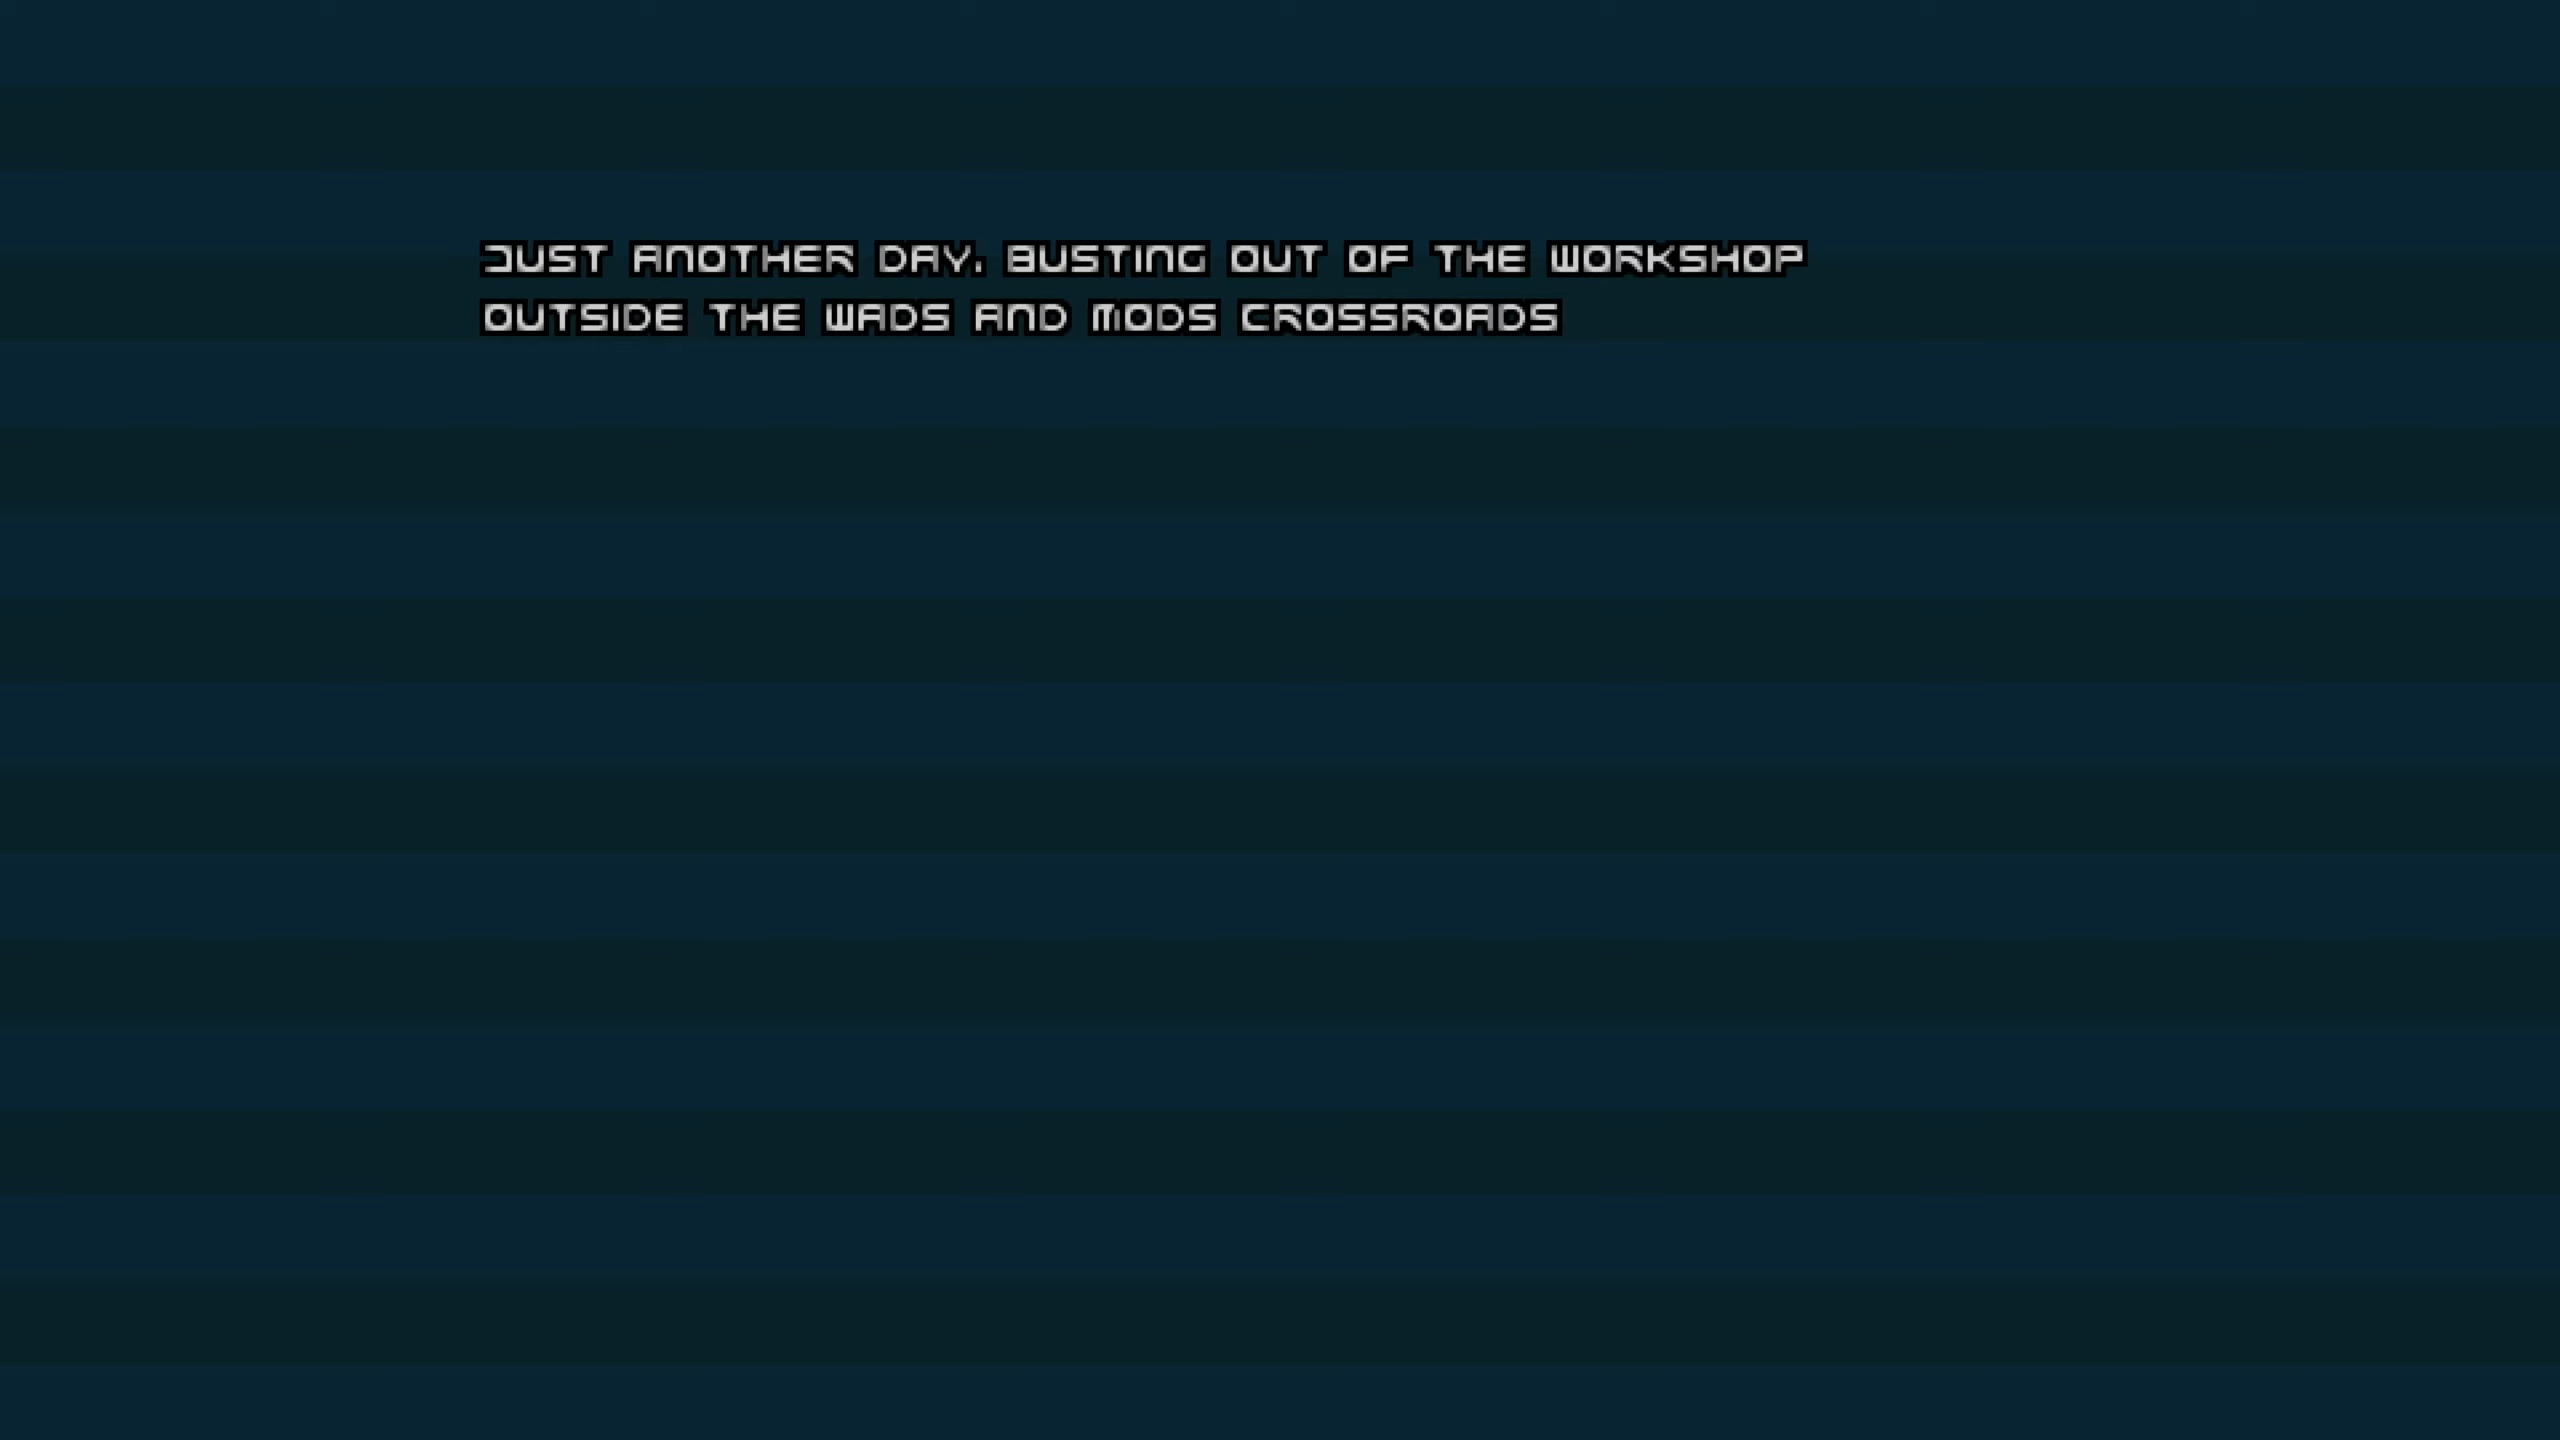 JUST ANOTHER DAY. BUSTING OUT OF THE WORKSHOP
OUTSIDE THE WADS AND MODS CROSSROADS